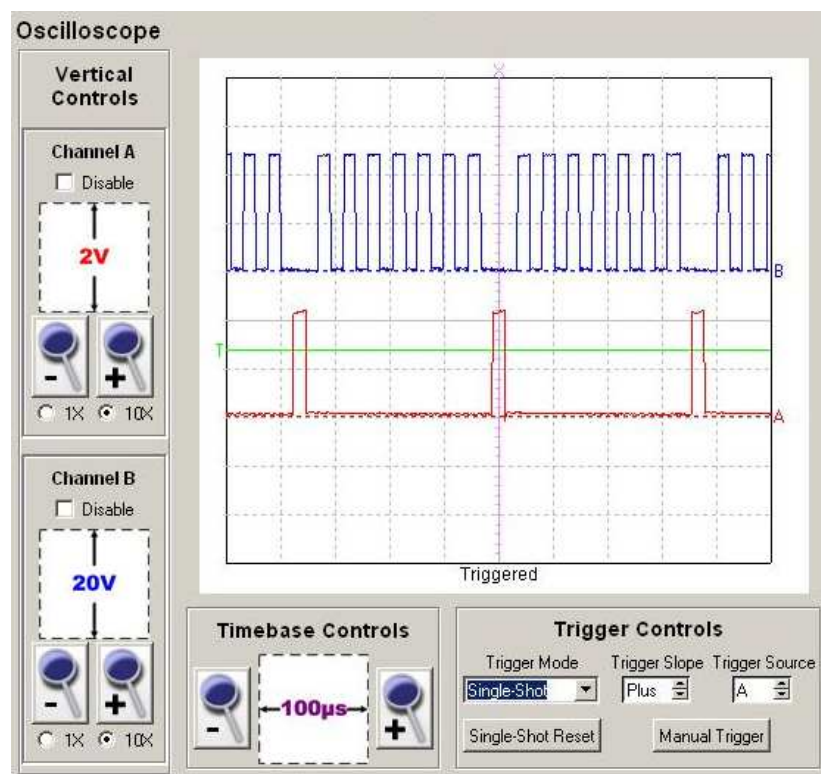 Oscilloscope
Vertical
Controls
Channel A
Disable
2V
- +
1X 10X
Channel B
Disable
20V
- +
1X 10X
B
T
A
Triggered
Timebase Controls
- 100µs +
Trigger Controls
Trigger Mode Trigger Slope Trigger Source
Single-Shot Plus A
Single-Shot Reset Manual Trigger